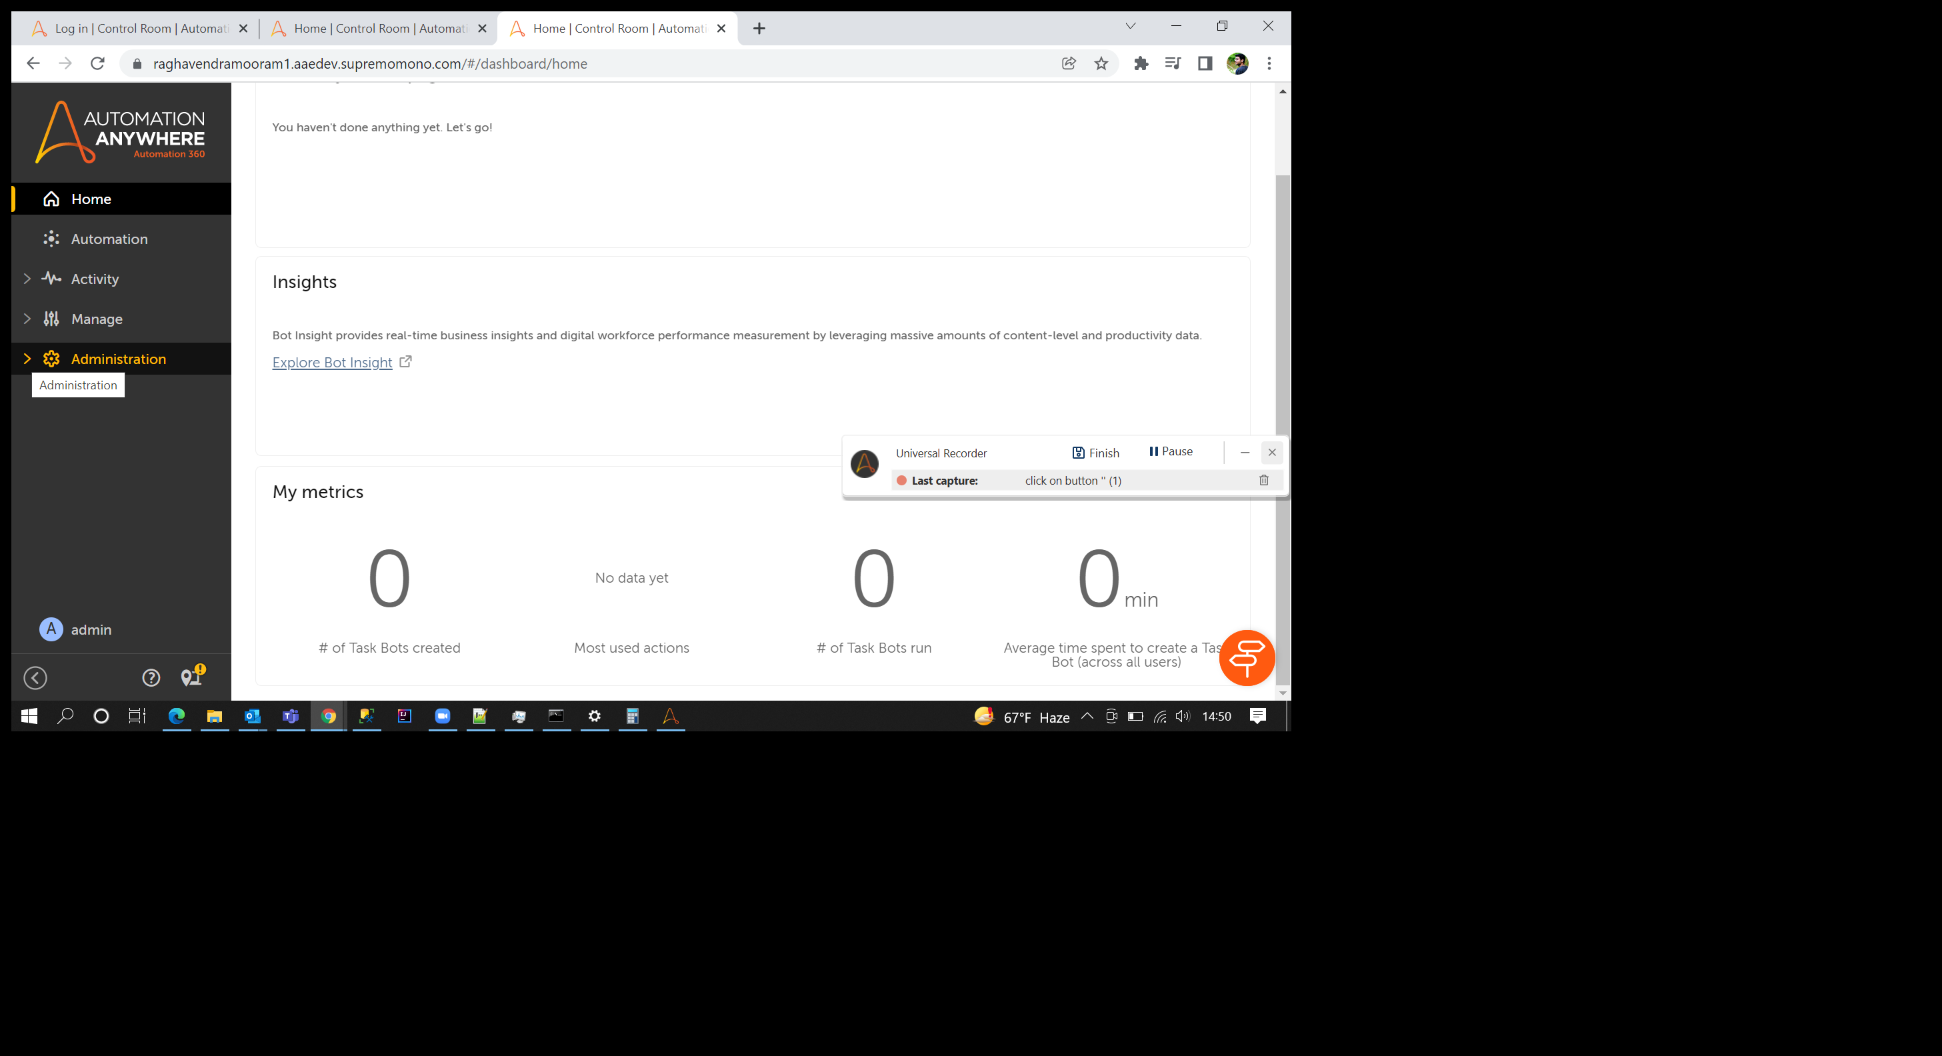 Log in | Control Room | Automati
Home | Control Room | Automati
Home | Control Room | Automati
raghavendramooram1.aaedev.supremomono.com/#/dashboard/home
AUTOMATION
ANYWHERE
Automation 360
Home
Automation
Activity
Manage
Administration
Administration
A admin
You haven't done anything yet. Let's go!
Insights
Bot Insight provides real-time business insights and digital workforce performance measurement by leveraging massive amounts of content-level and productivity data.
Explore Bot Insight
Universal Recorder
Finish
Pause
Last capture: click on button '' (1)
My metrics
0
# of Task Bots created
No data yet
Most used actions
0
# of Task Bots run
0 min
Average time spent to create a Tas
Bot (across all users)
67°F Haze
14:50